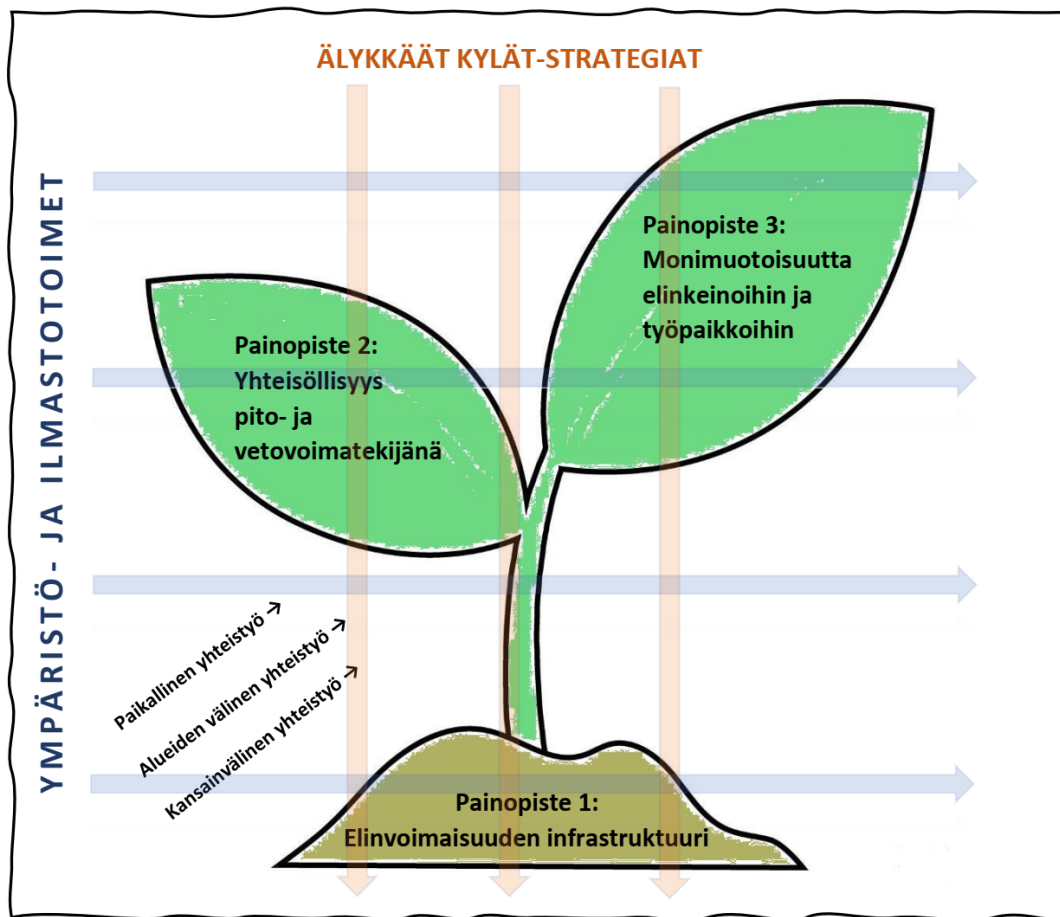 ÄLYKKÄÄT KYLÄT-STRATEGIAT
YMPÄRISTÖ- JA ILMASTOTOIMET
Painopiste 3:
Monimuotoisuutta
elinkeinoihin ja
työpaikkoihin
Painopiste 2:
Yhteisöllisyys
pito- ja
vetovoimatekijänä
Paikallinen yhteistyö →
Alueiden välinen yhteistyö →
Kansainvälinen yhteistyö →
Painopiste 1:
Elinvoimaisuuden infrastruktuuri